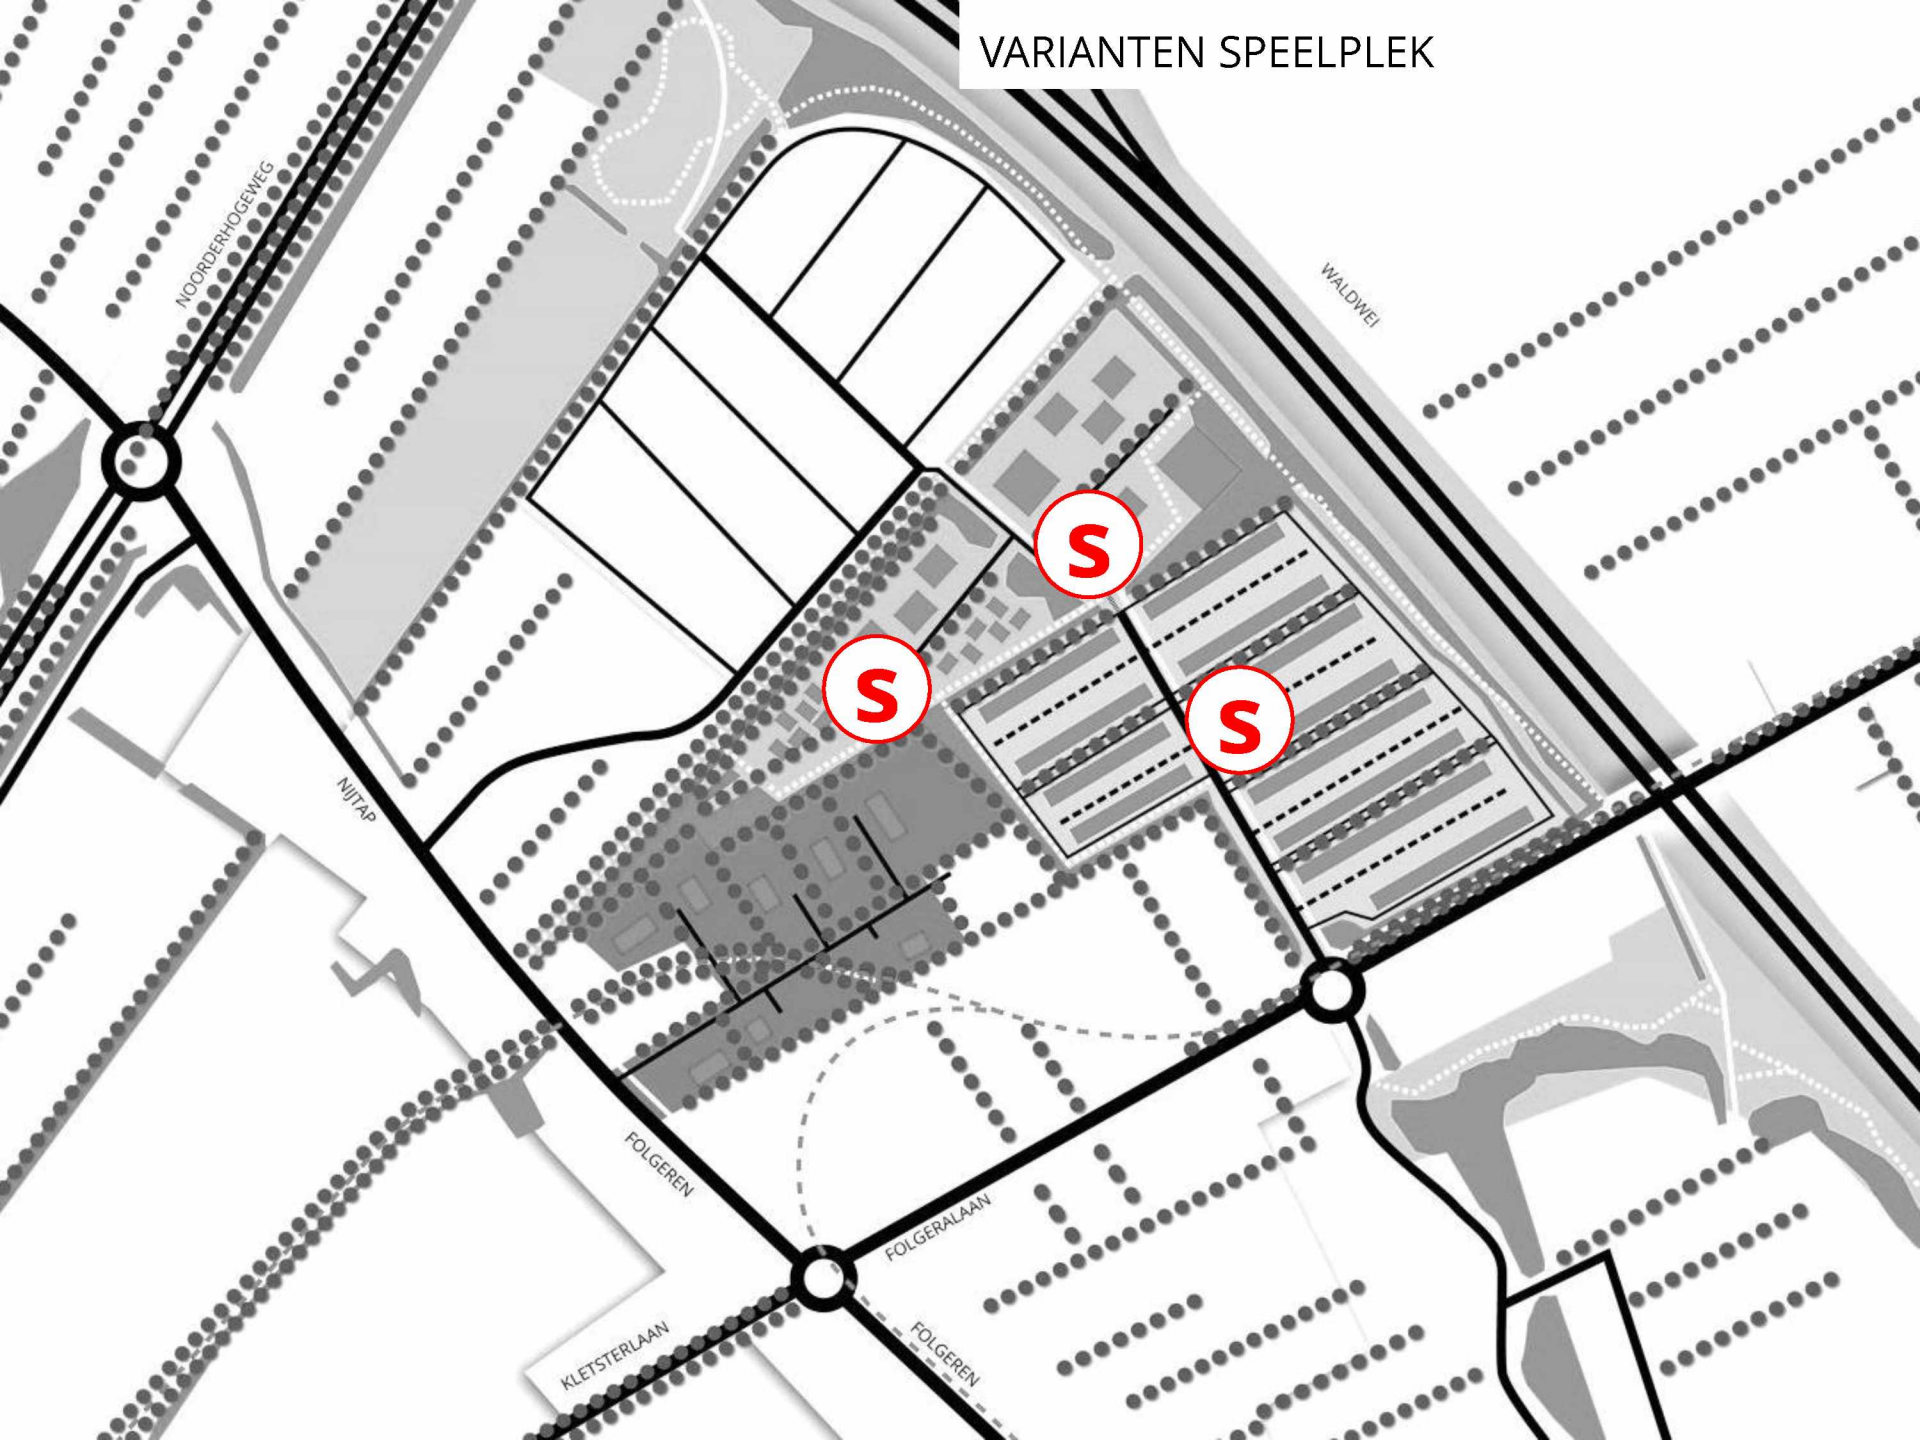 VARIANTEN SPEELPLEK
NOORDERHOGEWEG
WALDWEI
S
S
S
NIJTAP
FOLGEREN
FOLGERALAAN
KLETSTERLAAN
FOLGEREN